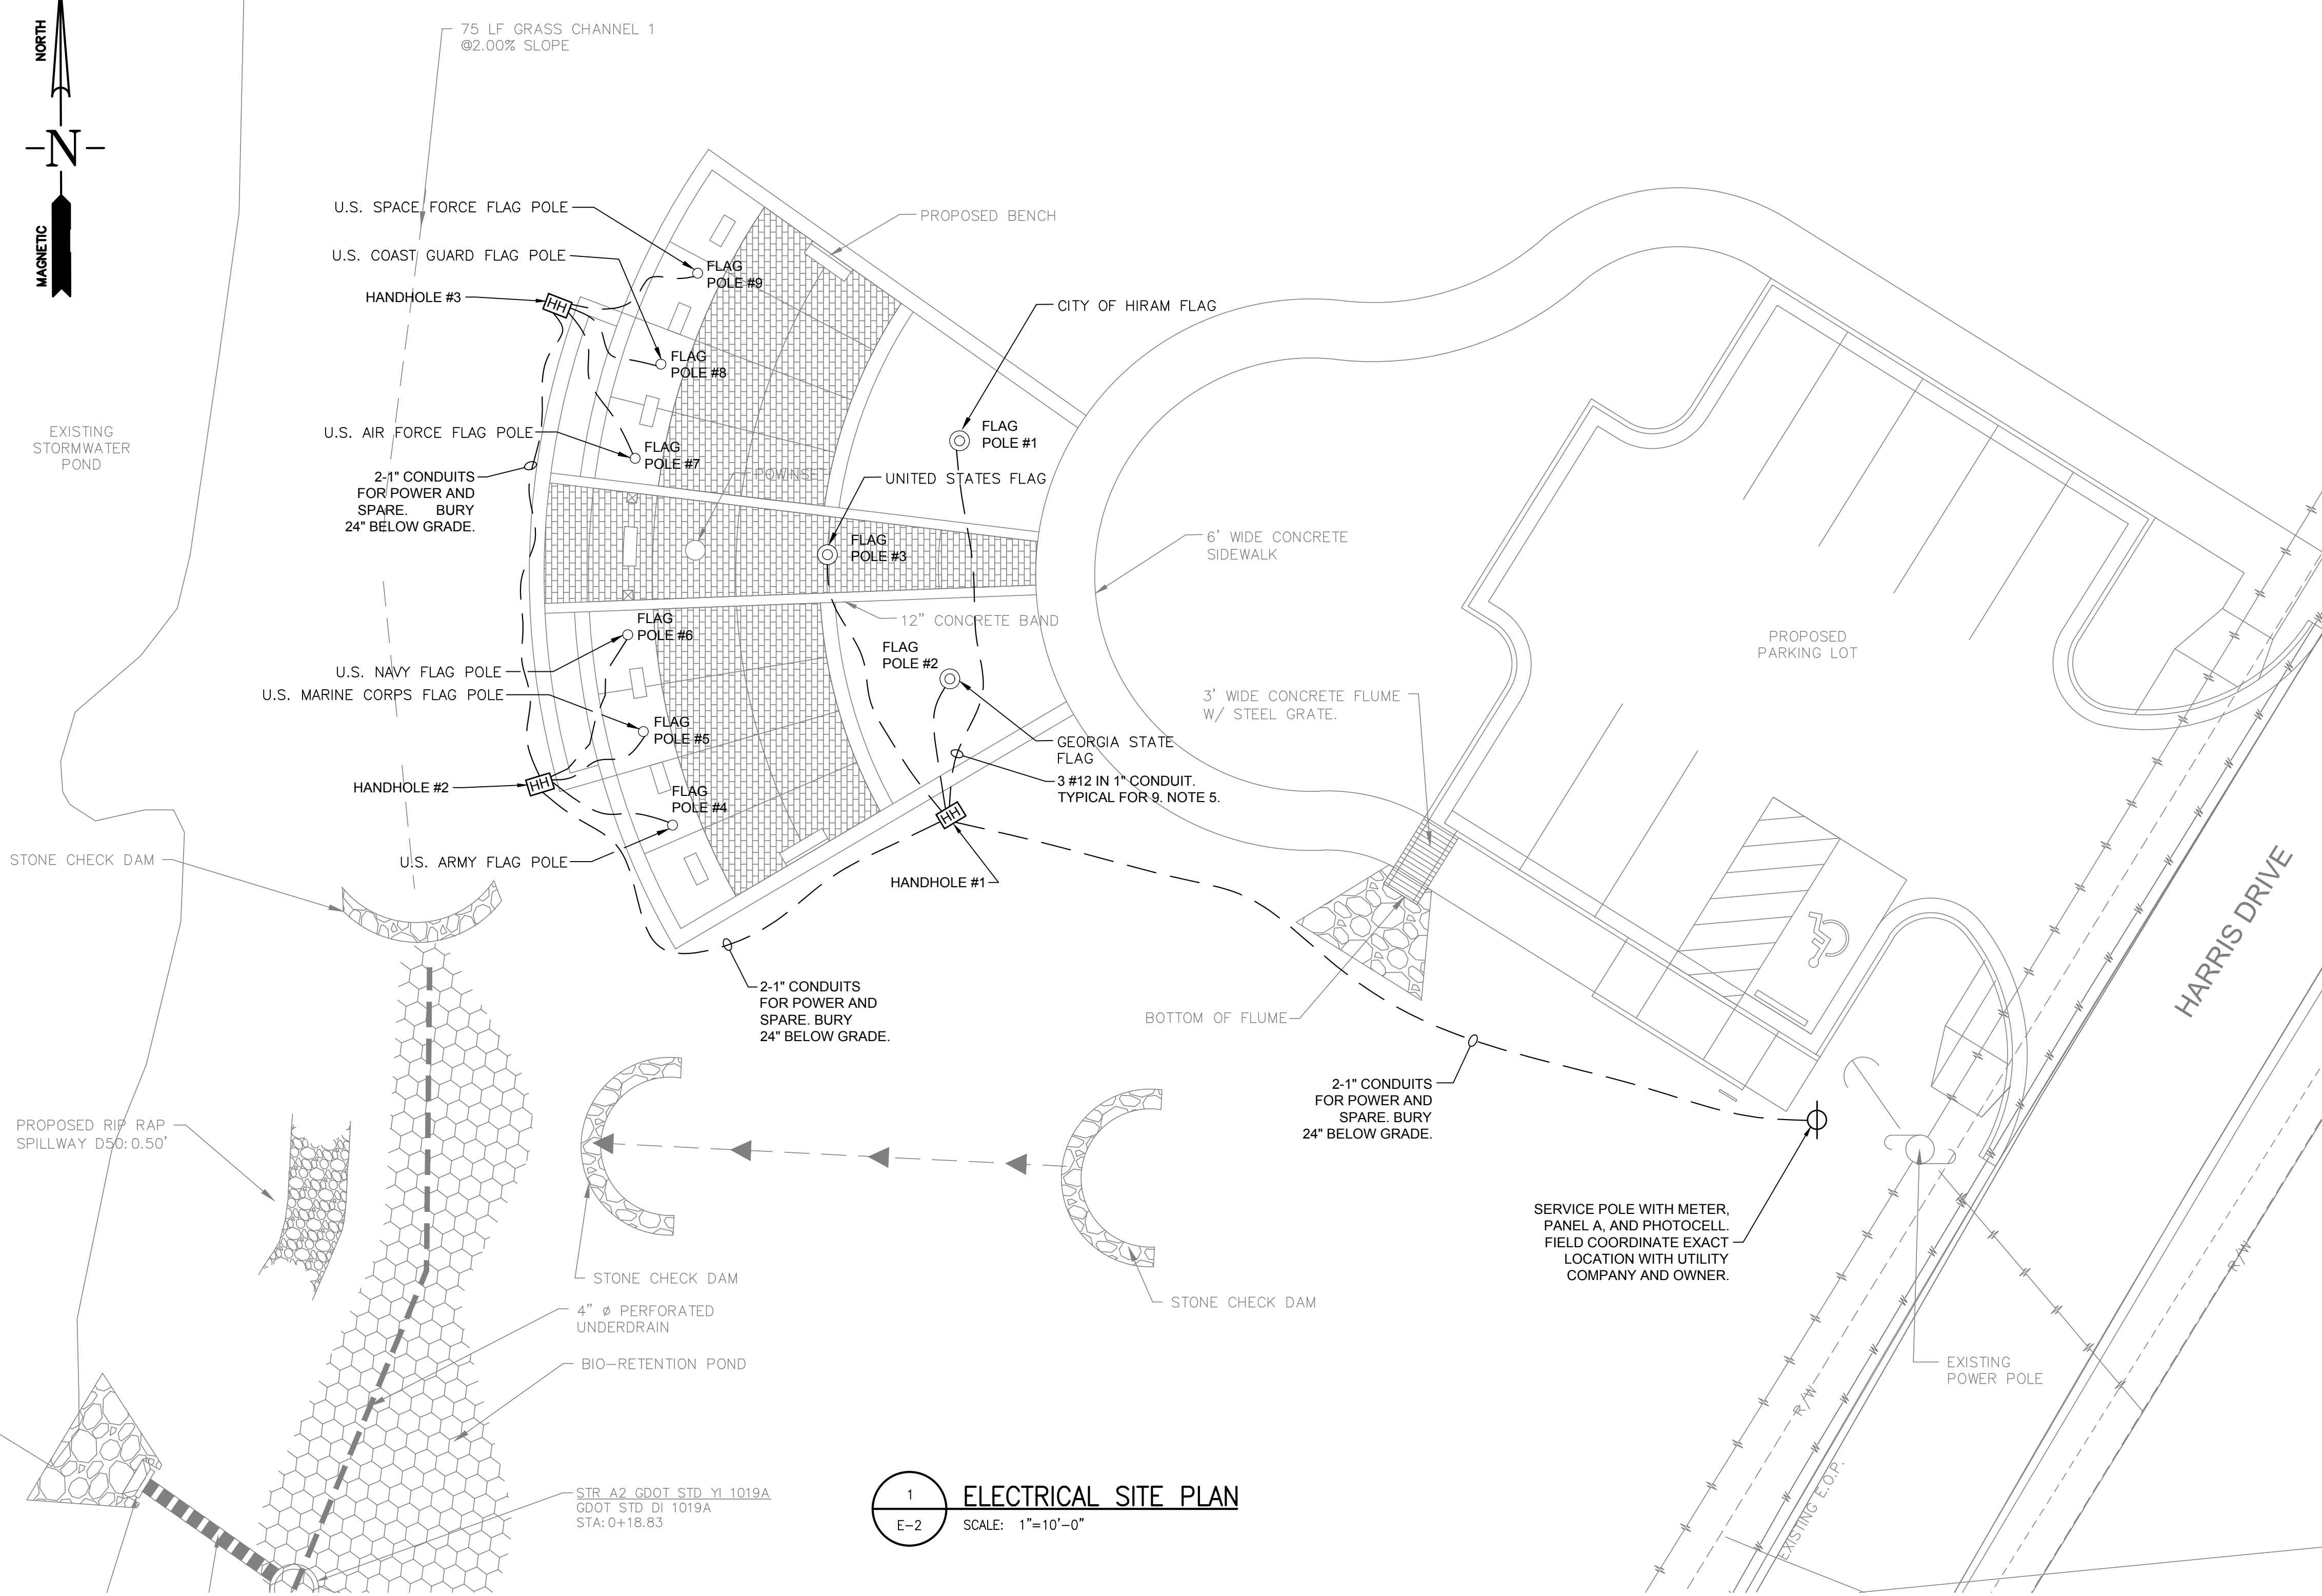 NORTH
N
MAGNETIC
75 LF GRASS CHANNEL 1
@2.00% SLOPE
U.S. SPACE FORCE FLAG POLE
U.S. COAST GUARD FLAG POLE
HANDHOLE #3
HH
PROPOSED BENCH
FLAG
POLE #9
CITY OF HIRAM FLAG
FLAG
POLE #8
EXISTING
STORMWATER
POND
U.S. AIR FORCE FLAG POLE
FLAG
POLE #7
FLAG
POLE #1
2-1" CONDUITS
FOR POWER AND
SPARE. BURY
24" BELOW GRADE.
UNITED STATES FLAG
FLAG
POLE #3
6' WIDE CONCRETE
SIDEWALK
12" CONCRETE BAND
FLAG
POLE #6
FLAG
POLE #2
PROPOSED
PARKING LOT
U.S. NAVY FLAG POLE
U.S. MARINE CORPS FLAG POLE
3' WIDE CONCRETE FLUME
W/ STEEL GRATE.
FLAG
POLE #5
GEORGIA STATE
FLAG
3 #12 IN 1" CONDUIT.
TYPICAL FOR 9. NOTE 5.
HANDHOLE #2
HH
FLAG
POLE #4
HH
STONE CHECK DAM
U.S. ARMY FLAG POLE
HANDHOLE #1
HARRIS DRIVE
2-1" CONDUITS
FOR POWER AND
SPARE. BURY
24" BELOW GRADE.
BOTTOM OF FLUME
2-1" CONDUITS
FOR POWER AND
SPARE. BURY
24" BELOW GRADE.
PROPOSED RIP RAP
SPILLWAY D50:0.50'
SERVICE POLE WITH METER,
PANEL A, AND PHOTOCELL.
FIELD COORDINATE EXACT
LOCATION WITH UTILITY
COMPANY AND OWNER.
R/W
STONE CHECK DAM
STONE CHECK DAM
4" ø PERFORATED
UNDERDRAIN
BIO-RETENTION POND
EXISTING
POWER POLE
R/W
EXISTING E.O.P.
STR A2 GDOT STD YI 1019A
GDOT STD DI 1019A
STA:0+18.83
1
E-2
ELECTRICAL SITE PLAN
SCALE: 1"=10'-0"